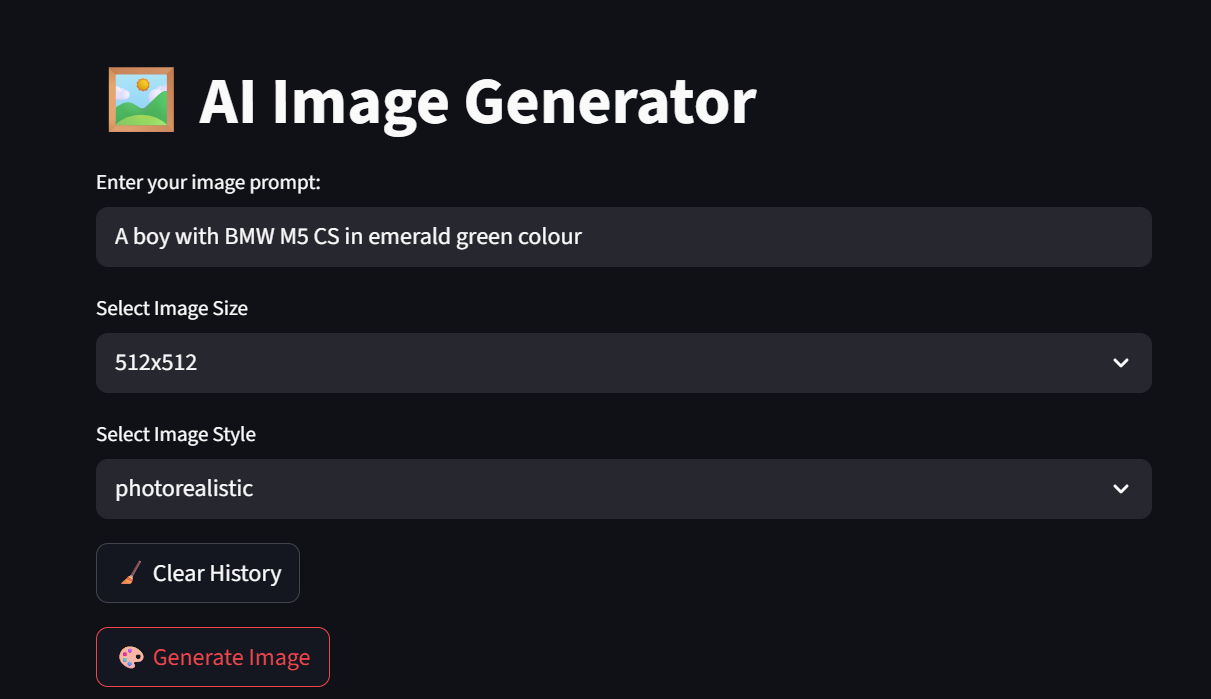 AI Image Generator
Enter your image prompt:
A boy with BMW M5 CS in emerald green colour
Select Image Size
512x512
Select Image Style
photorealistic
Clear History
Generate Image